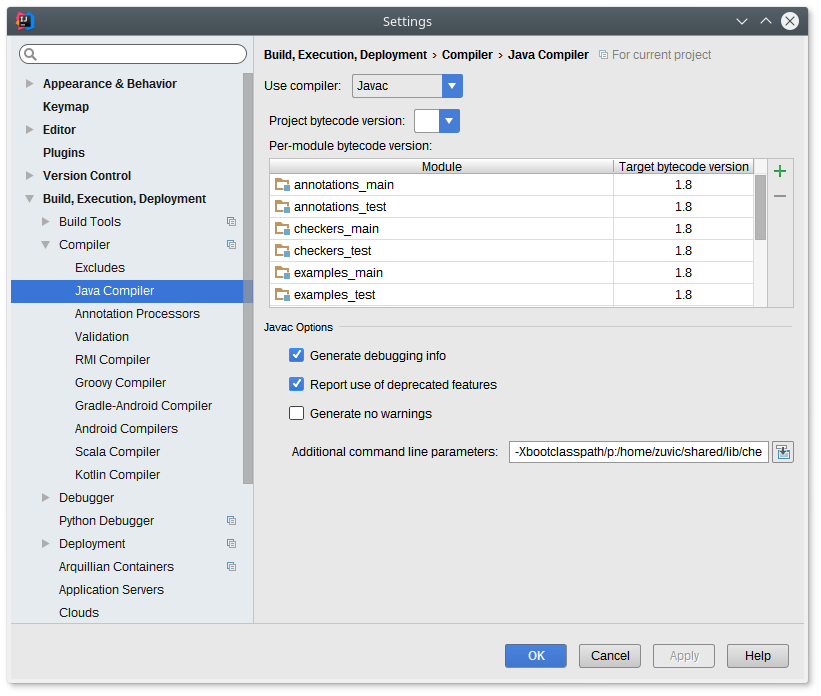 Settings
Build, Execution, Deployment › Compiler › Java Compiler For current project
Appearance & Behavior
Keymap
Editor
Plugins
Version Control
Build, Execution, Deployment
Build Tools
Compiler
Excludes
Java Compiler
Annotation Processors
Validation
RMI Compiler
Groovy Compiler
Gradle-Android Compiler
Android Compilers
Scala Compiler
Kotlin Compiler
Debugger
Python Debugger
Deployment
Arquillian Containers
Application Servers
Clouds
Use compiler: Javac
Project bytecode version:
Per-module bytecode version:
Module Target bytecode version
annotations_main 1.8
annotations_test 1.8
checkers_main 1.8
checkers_test 1.8
examples_main 1.8
examples_test 1.8
Javac Options
Generate debugging info
Report use of deprecated features
Generate no warnings
Additional command line parameters: -Xbootclasspath/p:/home/zuvic/shared/lib/che
OK Cancel Apply Help